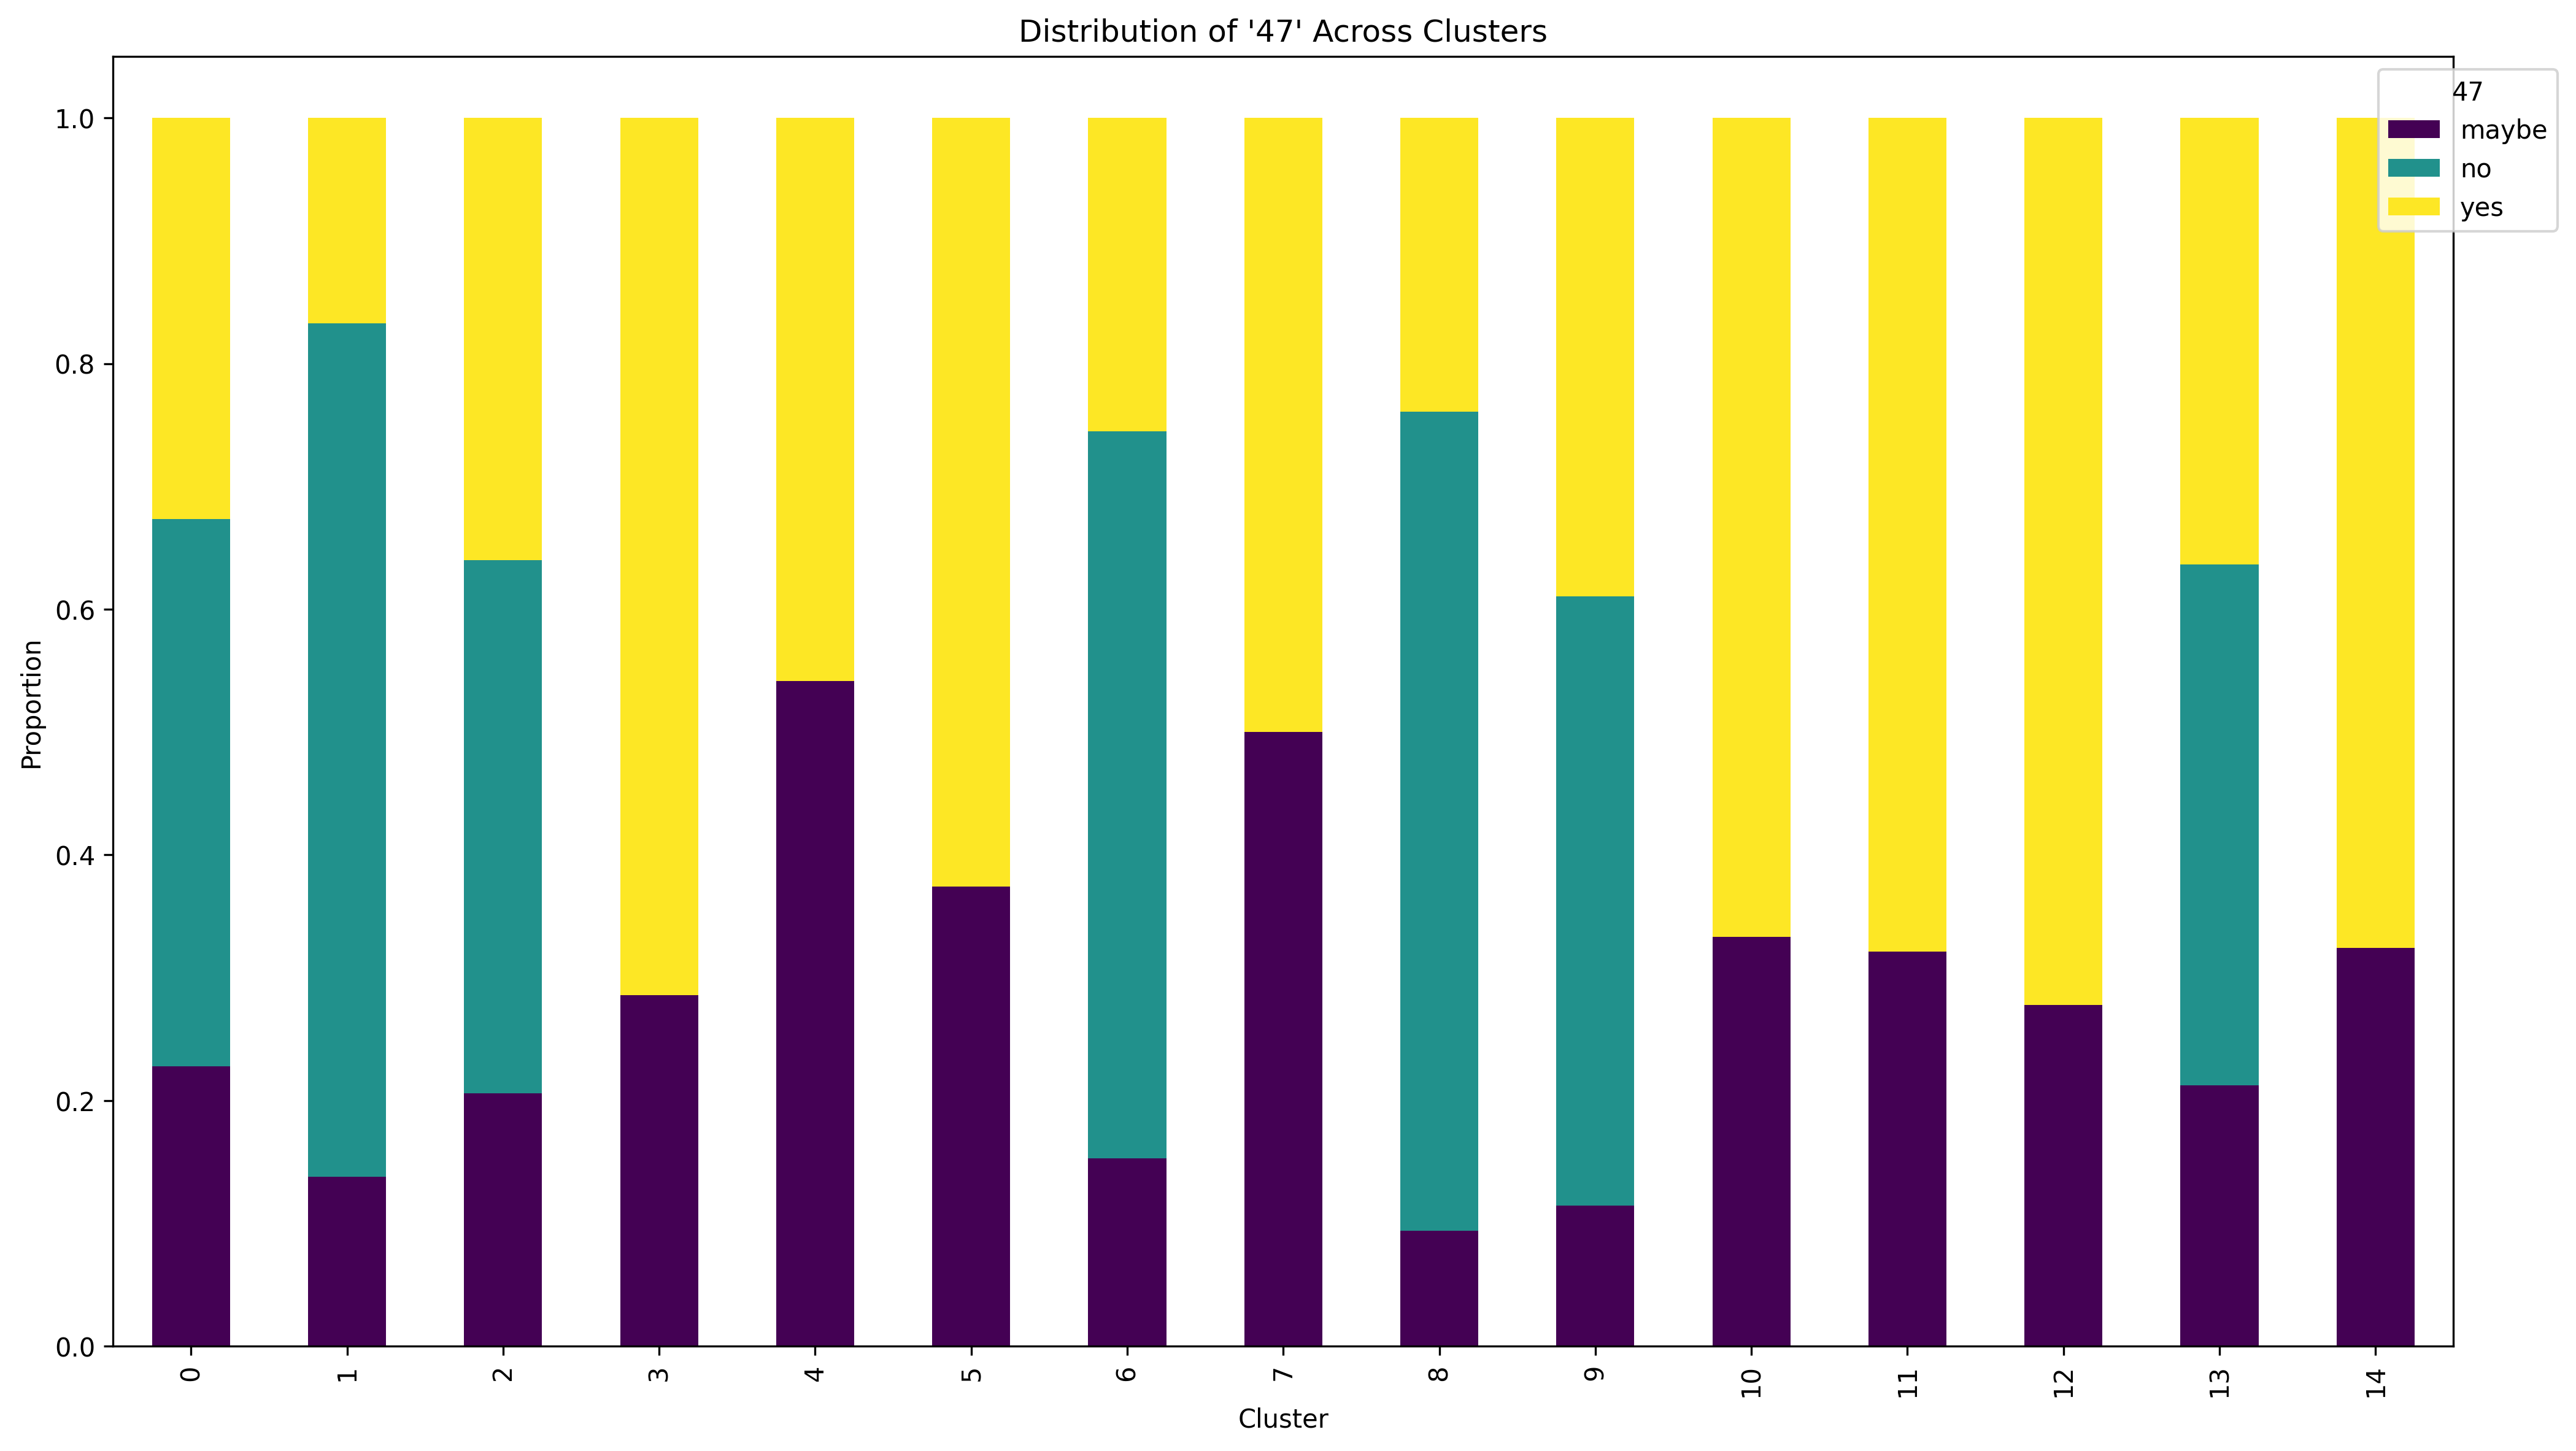 Distribution of '47' Across Clusters
47
maybe
no
yes
1.0
0.8
0.6
0.4
0.2
0.0
Proportion
0 1 2 3 4 5 6 7 8 9 10 11 12 13 14
Cluster